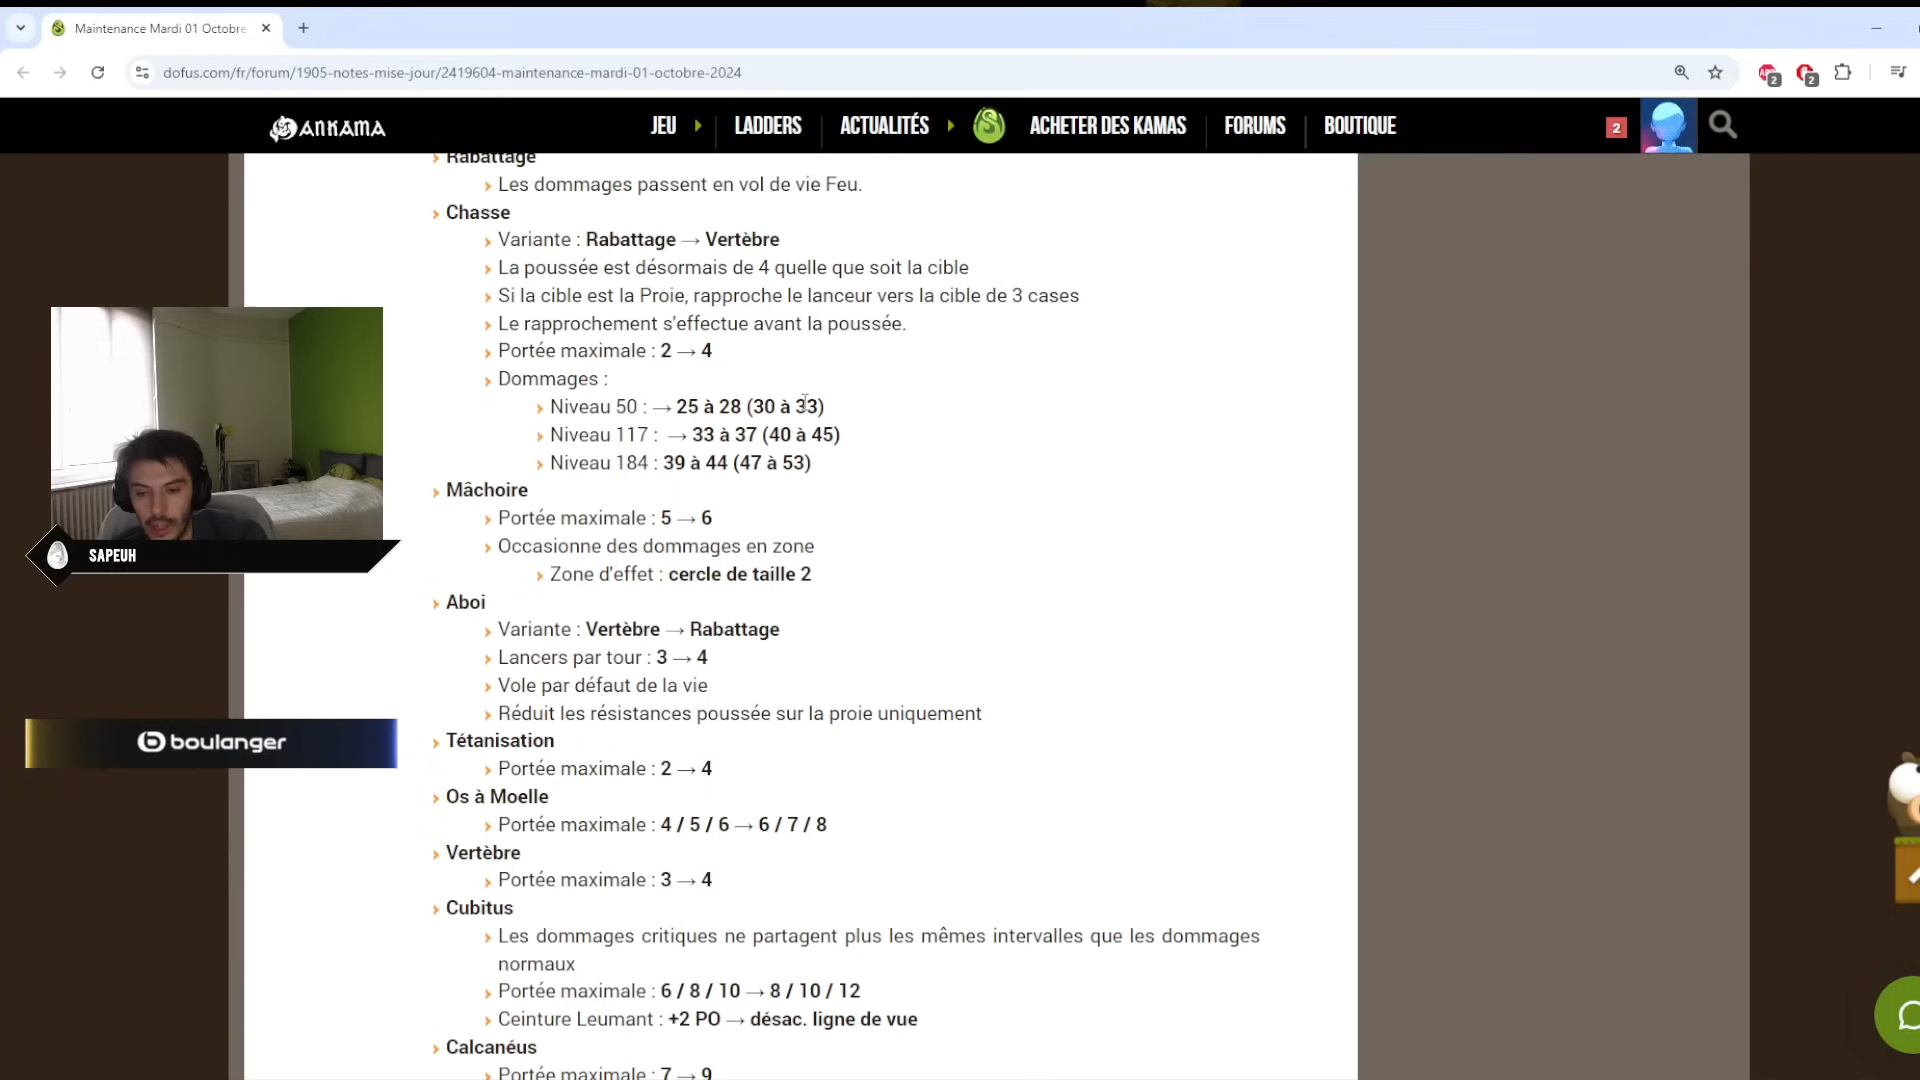 Maintenance Mardi 01 Octobre
dofus.com/fr/forum/1905-notes-mise-jour/2419604-maintenance-mardi-01-octobre-2024
2
2
ANKAMA
JEU
LADDERS
ACTUALITÉS
ACHETER DES KAMAS
FORUMS
BOUTIQUE
2
Rabattage
Les dommages passent en vol de vie Feu.
Chasse
Variante : Rabattage → Vertèbre
La poussée est désormais de 4 quelle que soit la cible
Si la cible est la Proie, rapproche le lanceur vers la cible de 3 cases
Le rapprochement s'effectue avant la poussée.
Portée maximale : 2 → 4
Dommages :
Niveau 50 : → 25 à 28 (30 à 33)
Niveau 117 : → 33 à 37 (40 à 45)
Niveau 184 : 39 à 44 (47 à 53)
Mâchoire
Portée maximale : 5 → 6
Occasionne des dommages en zone
Zone d'effet : cercle de taille 2
Aboi
Variante : Vertèbre → Rabattage
Lancers par tour : 3 → 4
Vole par défaut de la vie
Réduit les résistances poussée sur la proie uniquement
Tétanisation
Portée maximale : 2 → 4
Os à Moelle
Portée maximale : 4 / 5 / 6 → 6 / 7 / 8
Vertèbre
Portée maximale : 3 → 4
Cubitus
Les dommages critiques ne partagent plus les mêmes intervalles que les dommages
normaux
Portée maximale : 6 / 8 / 10 → 8 / 10 / 12
Ceinture Leumant : +2 PO → désac. ligne de vue
Calcanéus
Portée maximale : 7 → 9
SAPEUH
boulanger